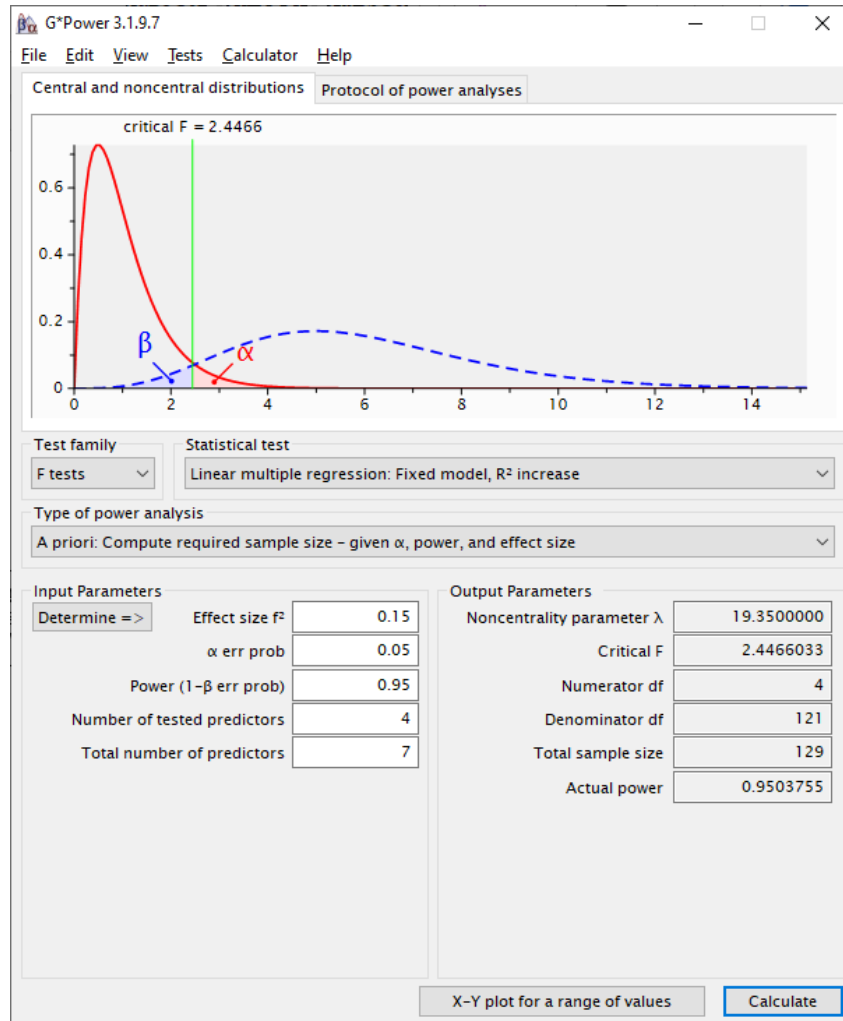 G*Power 3.1.9.7
File Edit View Tests Calculator Help
Central and noncentral distributions Protocol of power analyses
critical F = 2.4466
0.6
0.4
0.2
0
β
α
0 2 4 6 8 10 12 14
Test family
F tests
Statistical test
Linear multiple regression: Fixed model, R² increase
Type of power analysis
A priori: Compute required sample size – given α, power, and effect size
Input Parameters
Determine =>
Effect size f² 0.15
α err prob 0.05
Power (1-β err prob) 0.95
Number of tested predictors 4
Total number of predictors 7
Output Parameters
Noncentrality parameter λ 19.3500000
Critical F 2.4466033
Numerator df 4
Denominator df 121
Total sample size 129
Actual power 0.9503755
X-Y plot for a range of values Calculate